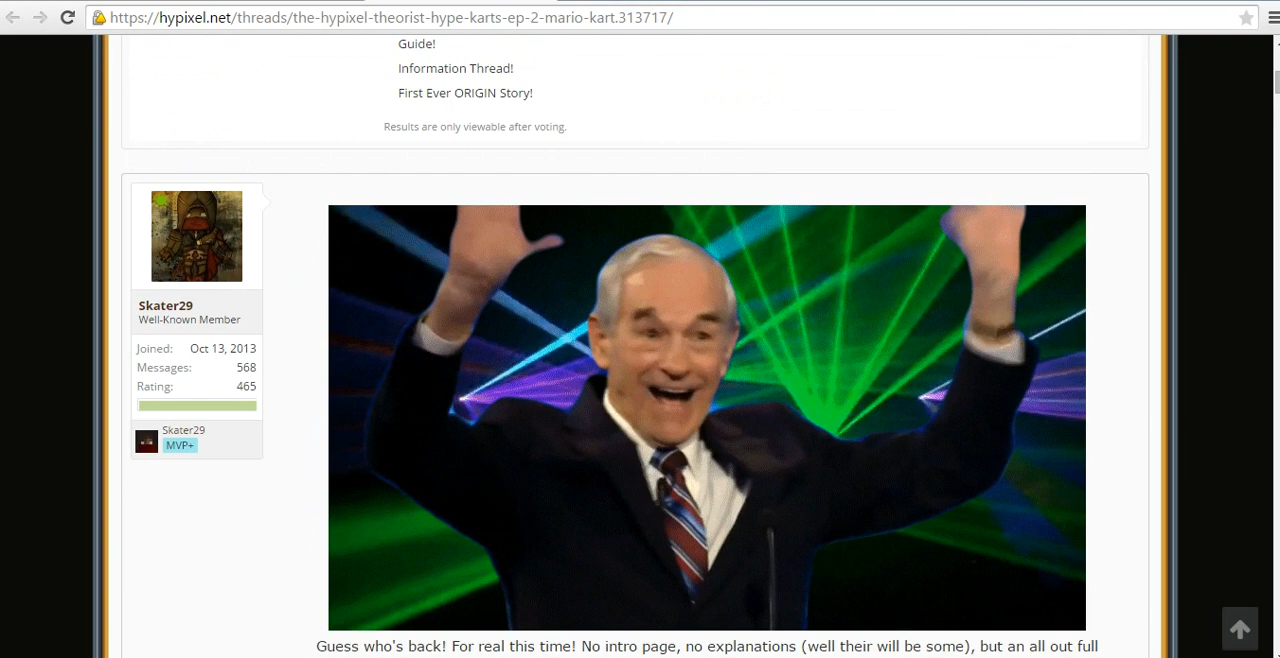 https://hypixel.net/threads/the-hypixel-theorist-hype-karts-ep-2-mario-kart.313717/
Guide!
Information Thread!
First Ever ORIGIN Story!
Results are only viewable after voting.
Skater29
Well-Known Member
Joined: Oct 13, 2013
Messages: 568
Rating: 465
Skater29
MVP+
Guess who's back! For real this time! No intro page, no explanations (well their will be some), but an all out full